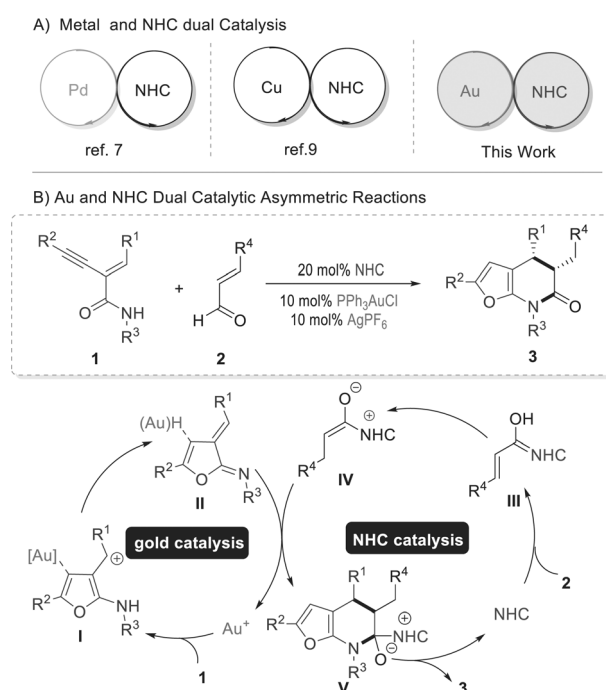 A) Metal and NHC dual Catalysis
Pd NHC
Cu NHC
Au NHC
ref. 7
ref.9
This Work
B) Au and NHC Dual Catalytic Asymmetric Reactions
R² R¹ O NH R³
1
+
R⁴ H O
2
20 mol% NHC
10 mol% PPh₃AuCl
10 mol% AgPF₆
R¹ R⁴ R² O N O R³
3
(Au)H R¹ R² O N R³
II
O ⊖ ⊕ NHC R⁴
IV
OH NHC R⁴
III
gold catalysis
NHC catalysis
[Au] R¹ ⊕ R² O NH R³
I
Au⁺
1
R¹ R⁴ R² O N R³ ⊕ NHC O ⊖
V
NHC
2
3